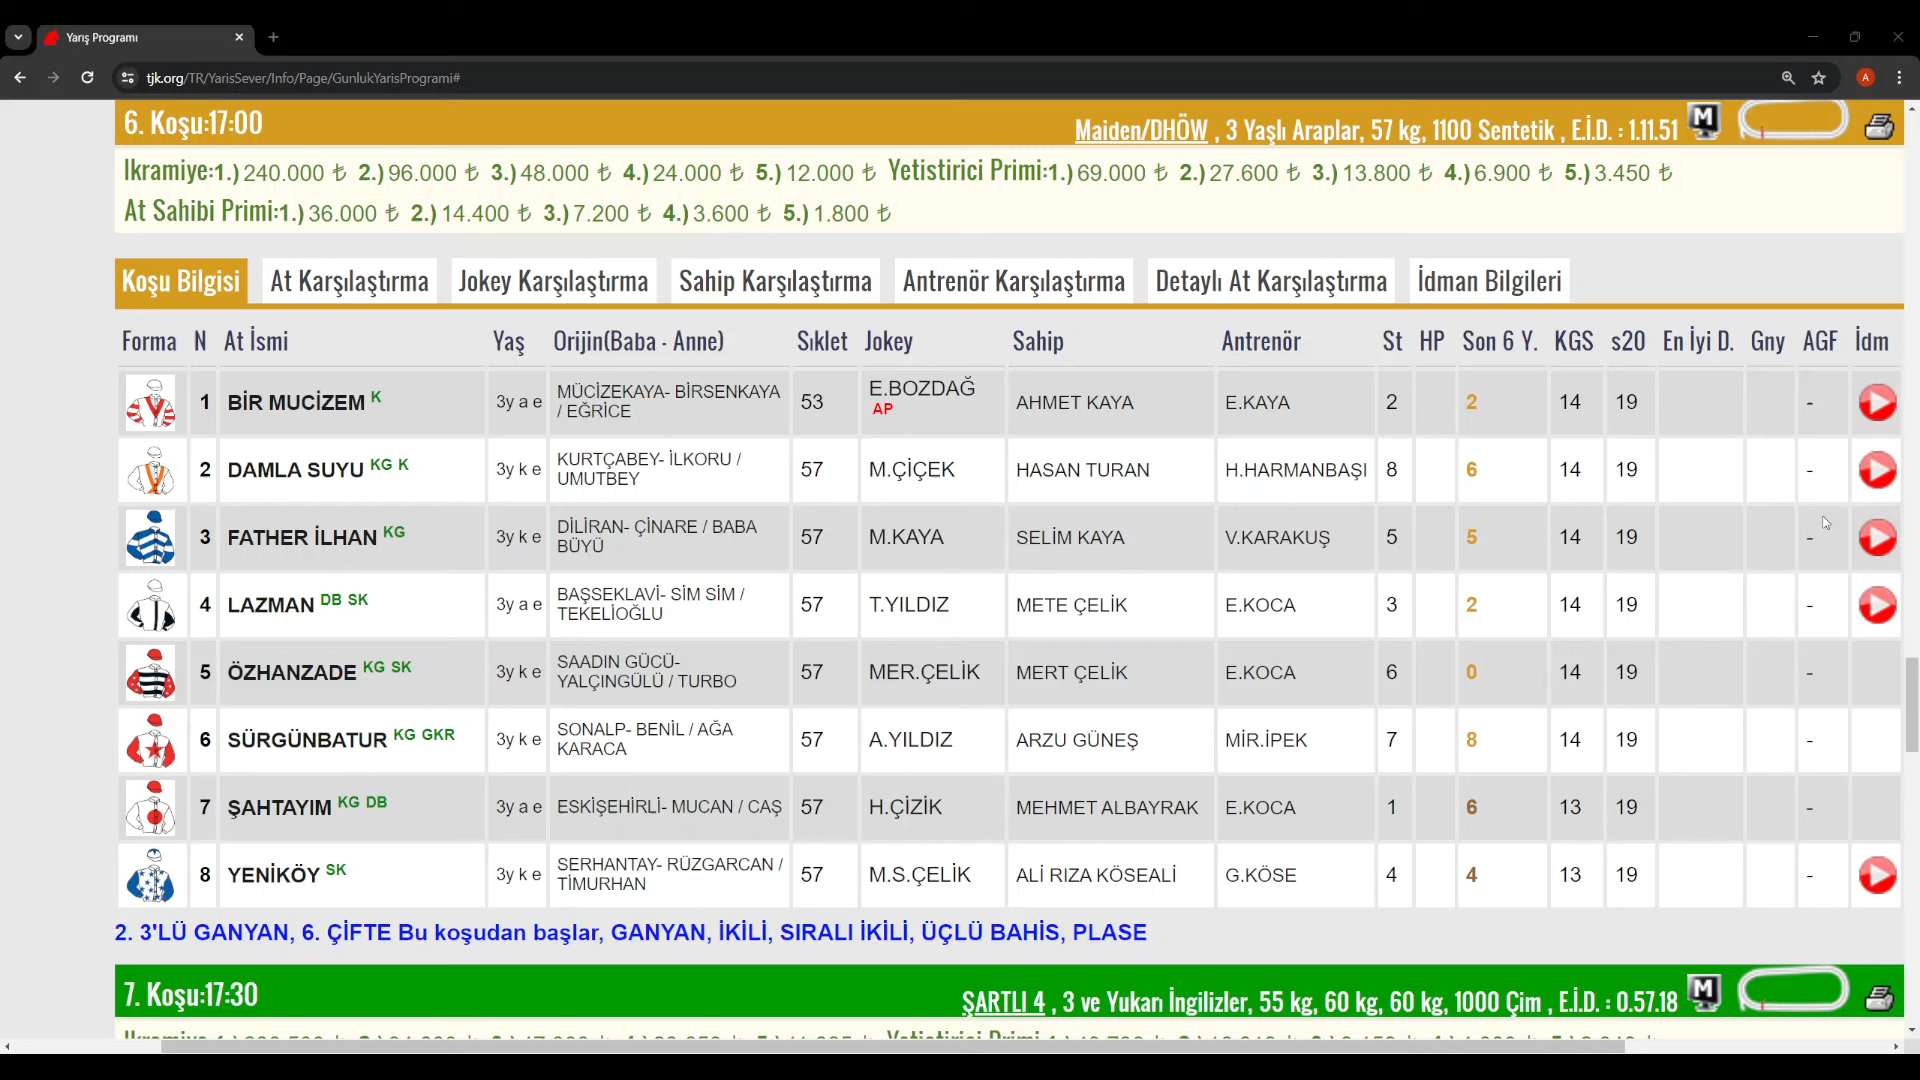 Yarış Programı
tjk.org/TR/YarisSever/Info/Page/GunlukYarisProgrami#
A
6. Koşu:17:00
Maiden/DHÖW , 3 Yaşlı Araplar, 57 kg, 1100 Sentetik , E.İ.D. : 1.11.51
M
Ikramiye:1.) 240.000 ₺ 2.) 96.000 ₺ 3.) 48.000 ₺ 4.) 24.000 ₺ 5.) 12.000 ₺ Yetistirici Primi:1.) 69.000 ₺ 2.) 27.600 ₺ 3.) 13.800 ₺ 4.) 6.900 ₺ 5.) 3.450 ₺
At Sahibi Primi:1.) 36.000 ₺ 2.) 14.400 ₺ 3.) 7.200 ₺ 4.) 3.600 ₺ 5.) 1.800 ₺
Koşu Bilgisi At Karşılaştırma Jokey Karşılaştırma Sahip Karşılaştırma Antrenör Karşılaştırma Detaylı At Karşılaştırma İdman Bilgileri
Forma N At İsmi Yaş Orijin(Baba - Anne) Sıklet Jokey Sahip Antrenör St HP Son 6 Y. KGS s20 En İyi D. Gny AGF İdm
1 BİR MUCİZEM K 3y a e MÜCİZEKAYA- BİRSENKAYA / EĞRİCE 53 E.BOZDAĞ AP AHMET KAYA E.KAYA 2 2 14 19 -
2 DAMLA SUYU KG K 3y k e KURTÇABEY- İLKORU / UMUTBEY 57 M.ÇİÇEK HASAN TURAN H.HARMANBAŞI 8 6 14 19 -
3 FATHER İLHAN KG 3y k e DİLİRAN- ÇİNARE / BABA BÜYÜ 57 M.KAYA SELİM KAYA V.KARAKUŞ 5 5 14 19 -
4 LAZMAN DB SK 3y a e BAŞSEKLAVİ- SİM SİM / TEKELİOĞLU 57 T.YILDIZ METE ÇELİK E.KOCA 3 2 14 19 -
5 ÖZHANZADE KG SK 3y k e SAADIN GÜCÜ- YALÇINGÜLÜ / TURBO 57 MER.ÇELİK MERT ÇELİK E.KOCA 6 0 14 19 -
6 SÜRGÜNBATUR KG GKR 3y k e SONALP- BENİL / AĞA KARACA 57 A.YILDIZ ARZU GÜNEŞ MİR.İPEK 7 8 14 19 -
7 ŞAHTAYIM KG DB 3y a e ESKİŞEHİRLİ- MUCAN / CAŞ 57 H.ÇİZİK MEHMET ALBAYRAK E.KOCA 1 6 13 19 -
8 YENİKÖY SK 3y k e SERHANTAY- RÜZGARCAN / TİMURHAN 57 M.S.ÇELİK ALİ RIZA KÖSEALİ G.KÖSE 4 4 13 19 -
2. 3'LÜ GANYAN, 6. ÇİFTE Bu koşudan başlar, GANYAN, İKİLİ, SIRALI İKİLİ, ÜÇLÜ BAHİS, PLASE
7. Koşu:17:30
ŞARTLI 4 , 3 ve Yukarı İngilizler, 55 kg, 60 kg, 60 kg, 1000 Çim , E.İ.D. : 0.57.18
M